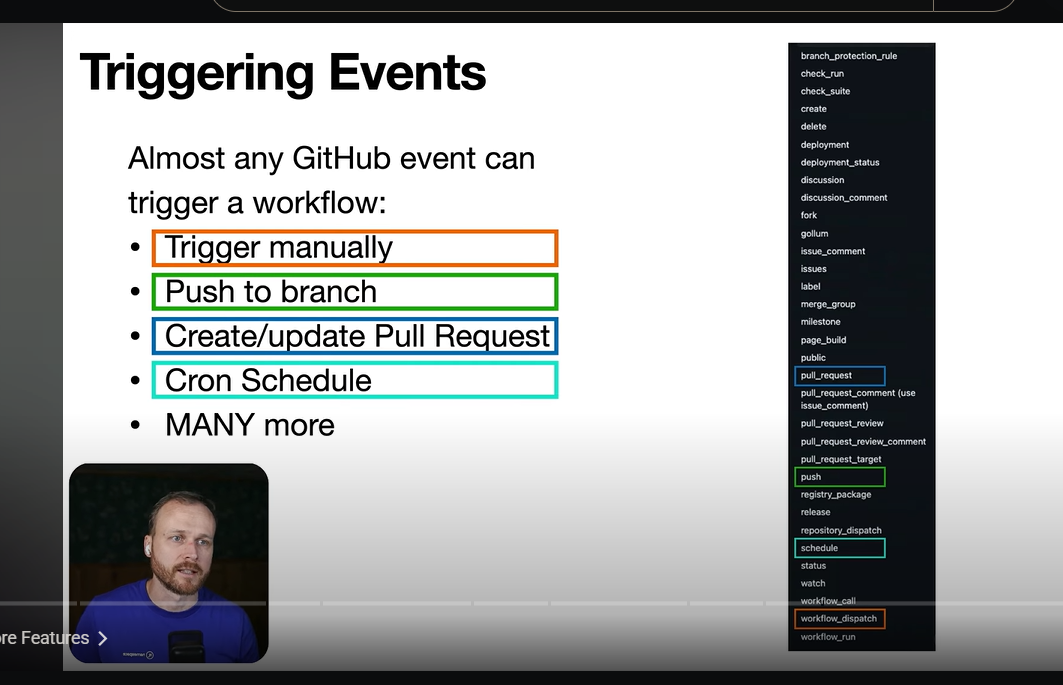 Triggering Events
Almost any GitHub event can
trigger a workflow:
• Trigger manually
• Push to branch
• Create/update Pull Request
• Cron Schedule
• MANY more
branch_protection_rule
check_run
check_suite
create
delete
deployment
deployment_status
discussion
discussion_comment
fork
gollum
issue_comment
issues
label
merge_group
milestone
page_build
public
pull_request
pull_request_comment (use
issue_comment)
pull_request_review
pull_request_review_comment
pull_request_target
push
registry_package
release
repository_dispatch
schedule
status
watch
workflow_call
workflow_dispatch
workflow_run
re Features